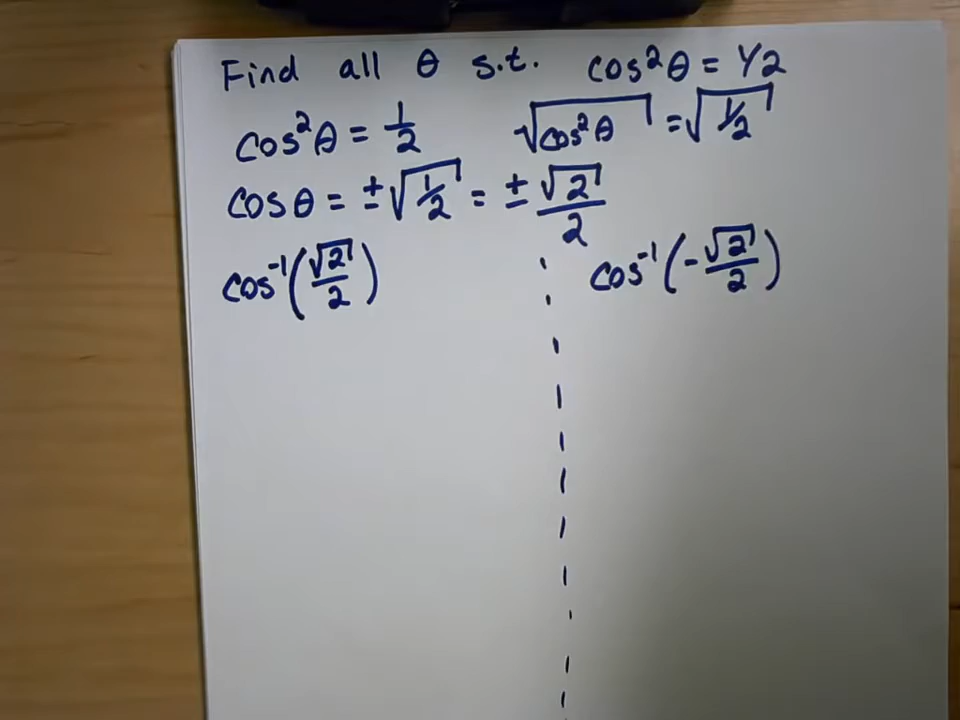 Find all θ s.t. cos²θ = 1/2
cos²θ = 1/2 √(cos²θ) = √(1/2)
cosθ = ±√(1/2) = ±√2/2
cos⁻¹(√2/2) cos⁻¹(-√2/2)